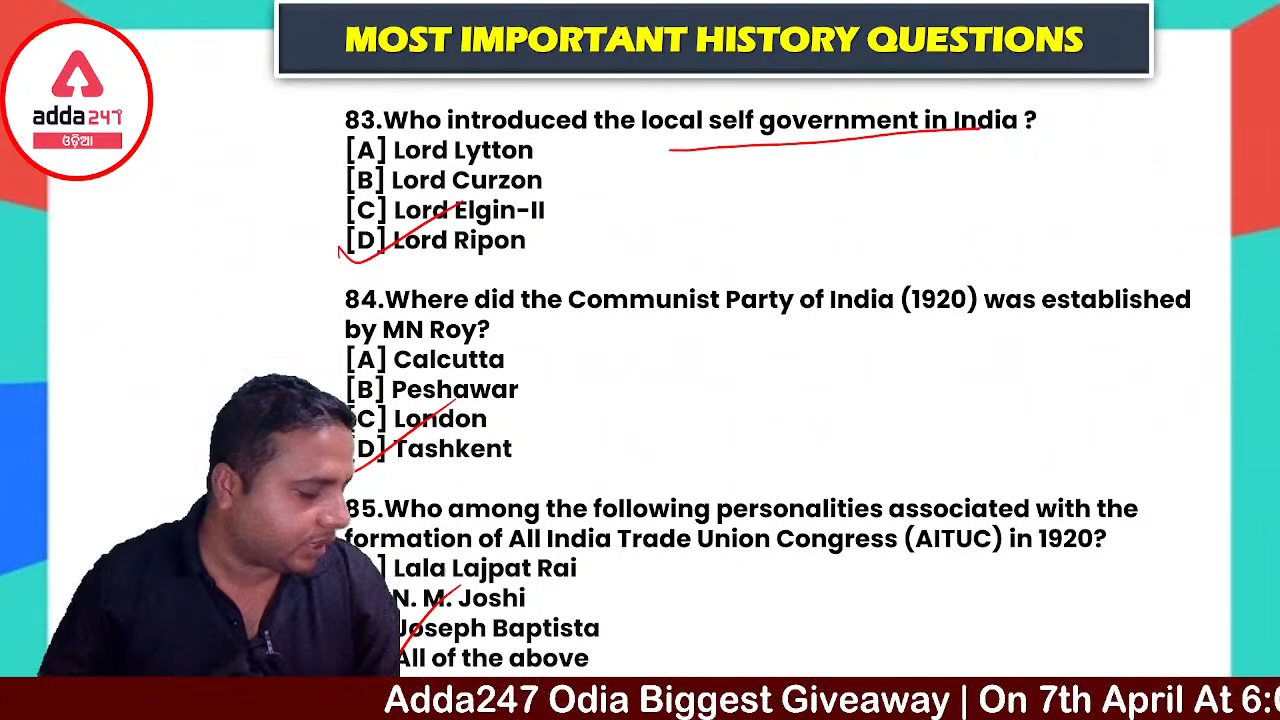 MOST IMPORTANT HISTORY QUESTIONS
adda247
ଓଡ଼ିଆ
83.Who introduced the local self government in India ?
[A] Lord Lytton
[B] Lord Curzon
[C] Lord Elgin-II
[D] Lord Ripon
84.Where did the Communist Party of India (1920) was established
by MN Roy?
[A] Calcutta
[B] Peshawar
[C] London
[D] Tashkent
85.Who among the following personalities associated with the
formation of All India Trade Union Congress (AITUC) in 1920?
Lala Lajpat Rai
N. M. Joshi
Joseph Baptista
All of the above
Adda247 Odia Biggest Giveaway | On 7th April At 6: